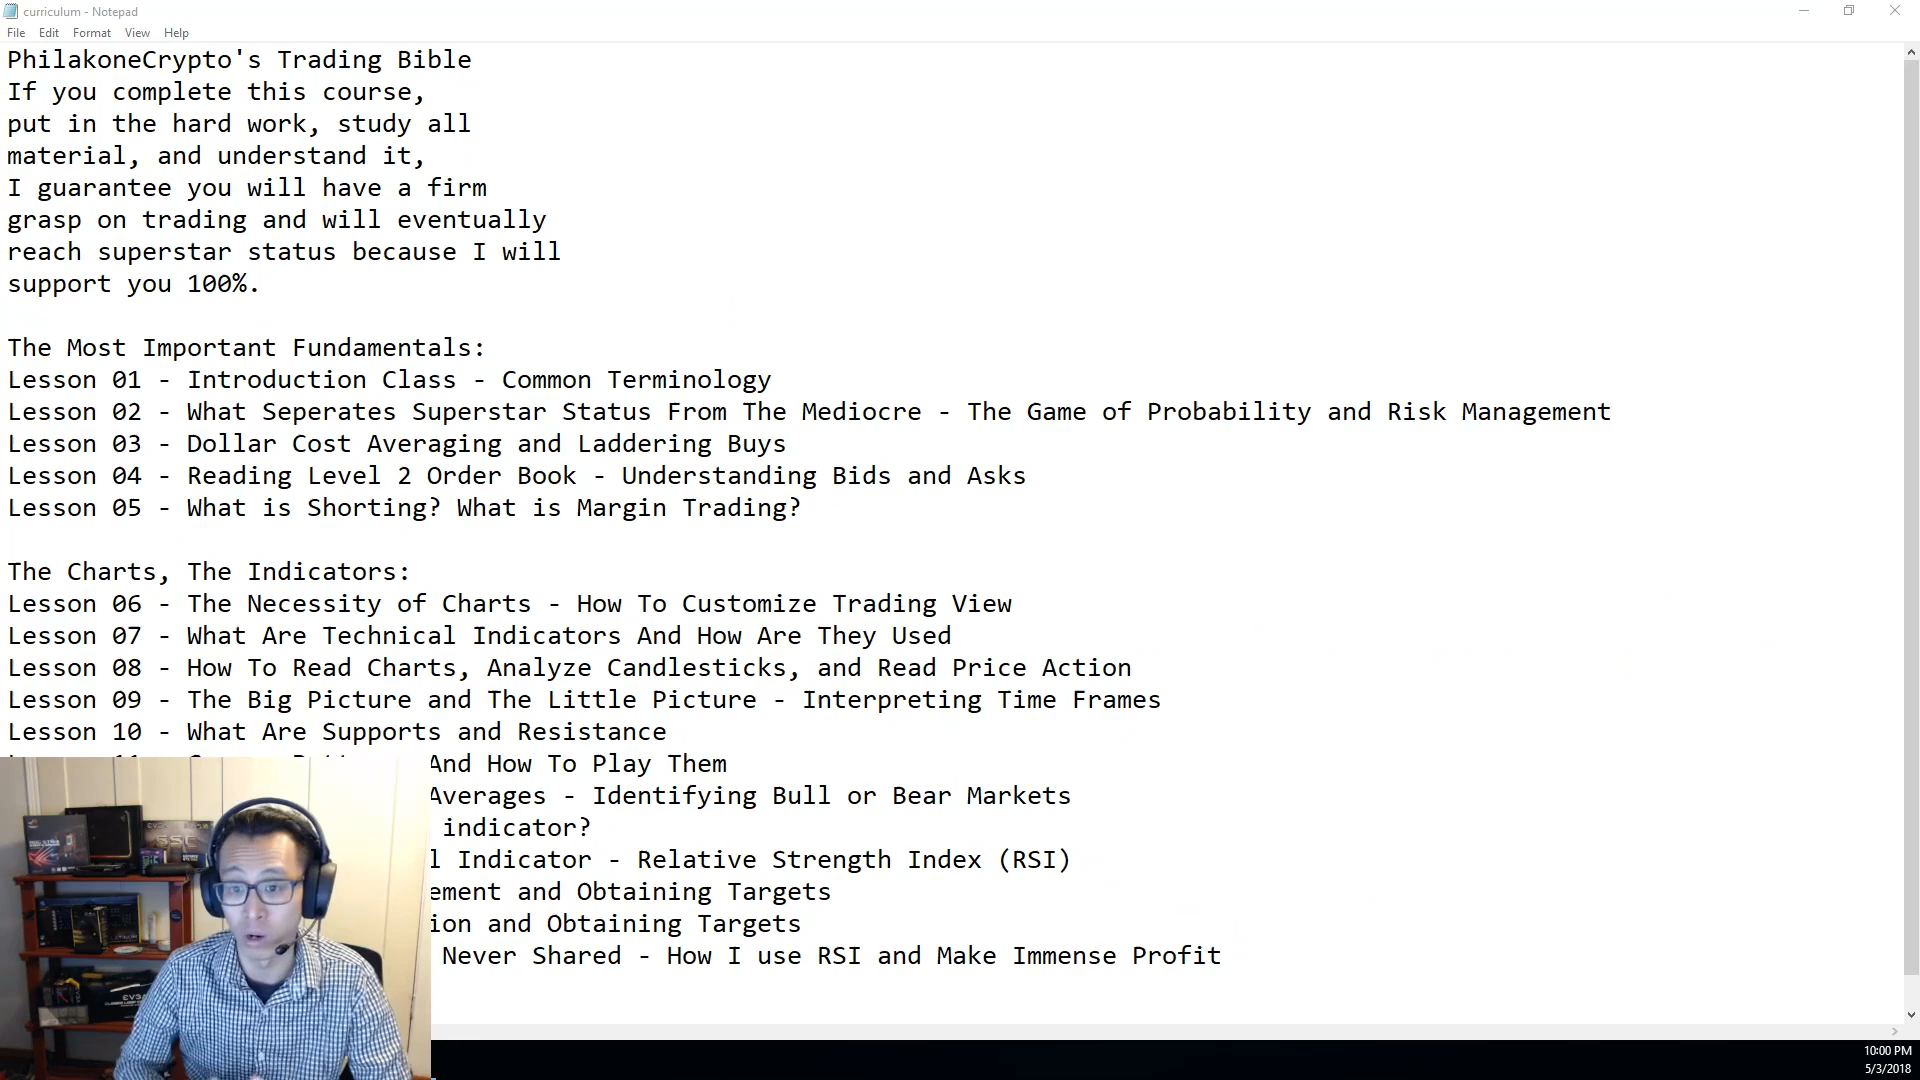 curriculum - Notepad
File Edit Format View Help
PhilakoneCrypto's Trading Bible
If you complete this course,
put in the hard work, study all
material, and understand it,
I guarantee you will have a firm
grasp on trading and will eventually
reach superstar status because I will
support you 100%.
The Most Important Fundamentals:
Lesson 01 - Introduction Class - Common Terminology
Lesson 02 - What Seperates Superstar Status From The Mediocre - The Game of Probability and Risk Management
Lesson 03 - Dollar Cost Averaging and Laddering Buys
Lesson 04 - Reading Level 2 Order Book - Understanding Bids and Asks
Lesson 05 - What is Shorting? What is Margin Trading?
The Charts, The Indicators:
Lesson 06 - The Necessity of Charts - How To Customize Trading View
Lesson 07 - What Are Technical Indicators And How Are They Used
Lesson 08 - How To Read Charts, Analyze Candlesticks, and Read Price Action
Lesson 09 - The Big Picture and The Little Picture - Interpreting Time Frames
Lesson 10 - What Are Supports and Resistance
And How To Play Them
Averages - Identifying Bull or Bear Markets
indicator?
l Indicator - Relative Strength Index (RSI)
ement and Obtaining Targets
ion and Obtaining Targets
Never Shared - How I use RSI and Make Immense Profit
EVGA
10:00 PM
5/3/2018